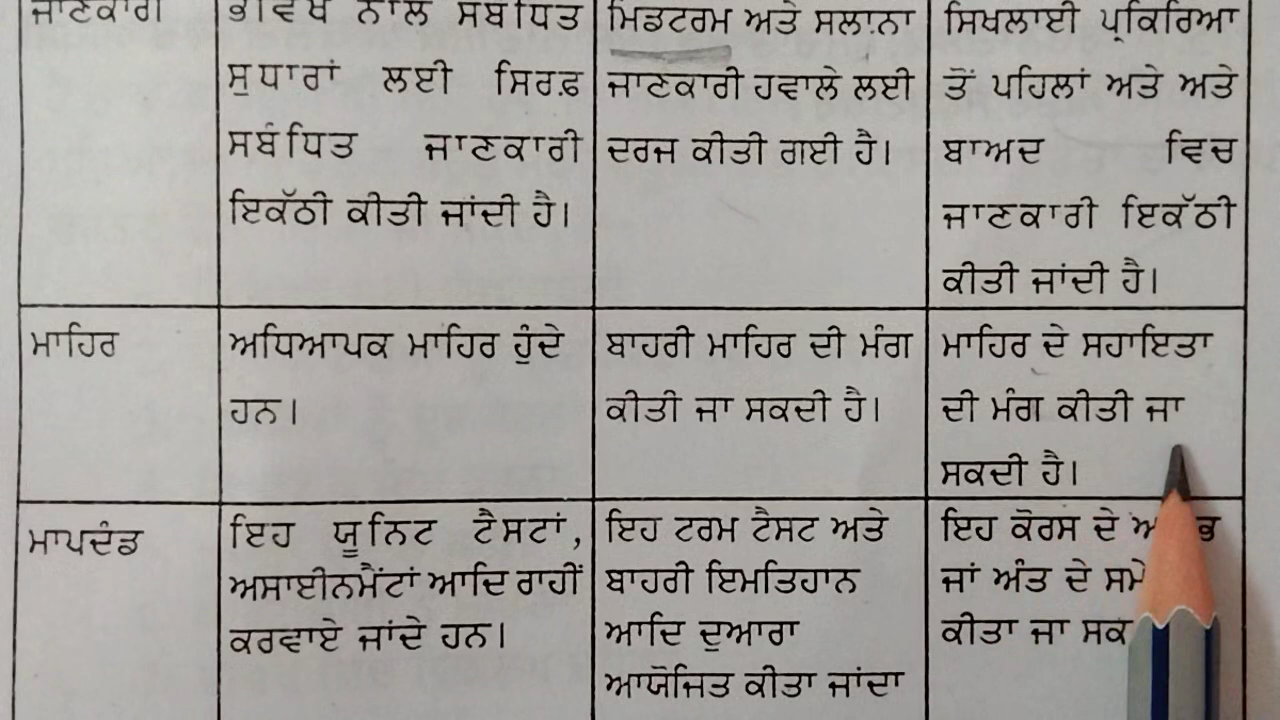 ਜਾਣਕਾਰੀ
ਭਵਿੱਖ ਨਾਲ ਸਬੰਧਿਤ
ਸੁਧਾਰਾਂ ਲਈ ਸਿਰਫ਼
ਸਬੰਧਿਤ ਜਾਣਕਾਰੀ
ਇਕੱਠੀ ਕੀਤੀ ਜਾਂਦੀ ਹੈ।
ਮਿਡਟਰਮ ਅਤੇ ਸਲਾਨਾ
ਜਾਣਕਾਰੀ ਹਵਾਲੇ ਲਈ
ਦਰਜ ਕੀਤੀ ਗਈ ਹੈ।
ਸਿਖਲਾਈ ਪ੍ਰਕਿਰਿਆ
ਤੋਂ ਪਹਿਲਾਂ ਅਤੇ ਅਤੇ
ਬਾਅਦ ਵਿਚ
ਜਾਣਕਾਰੀ ਇਕੱਠੀ
ਕੀਤੀ ਜਾਂਦੀ ਹੈ।
ਮਾਹਿਰ
ਅਧਿਆਪਕ ਮਾਹਿਰ ਹੁੰਦੇ
ਹਨ।
ਬਾਹਰੀ ਮਾਹਿਰ ਦੀ ਮੰਗ
ਕੀਤੀ ਜਾ ਸਕਦੀ ਹੈ।
ਮਾਹਿਰ ਦੇ ਸਹਾਇਤਾ
ਦੀ ਮੰਗ ਕੀਤੀ ਜਾ
ਸਕਦੀ ਹੈ।
ਮਾਪਦੰਡ
ਇਹ ਯੂਨਿਟ ਟੈਸਟਾਂ,
ਅਸਾਈਨਮੈਂਟਾਂ ਆਦਿ ਰਾਹੀਂ
ਕਰਵਾਏ ਜਾਂਦੇ ਹਨ।
ਇਹ ਟਰਮ ਟੈਸਟ ਅਤੇ
ਬਾਹਰੀ ਇਮਤਿਹਾਨ
ਆਦਿ ਦੁਆਰਾ
ਆਯੋਜਿਤ ਕੀਤਾ ਜਾਂਦਾ
ਇਹ ਕੋਰਸ ਦੇ
ਜਾਂ ਅੰਤ ਦੇ
ਕੀਤਾ ਜਾ